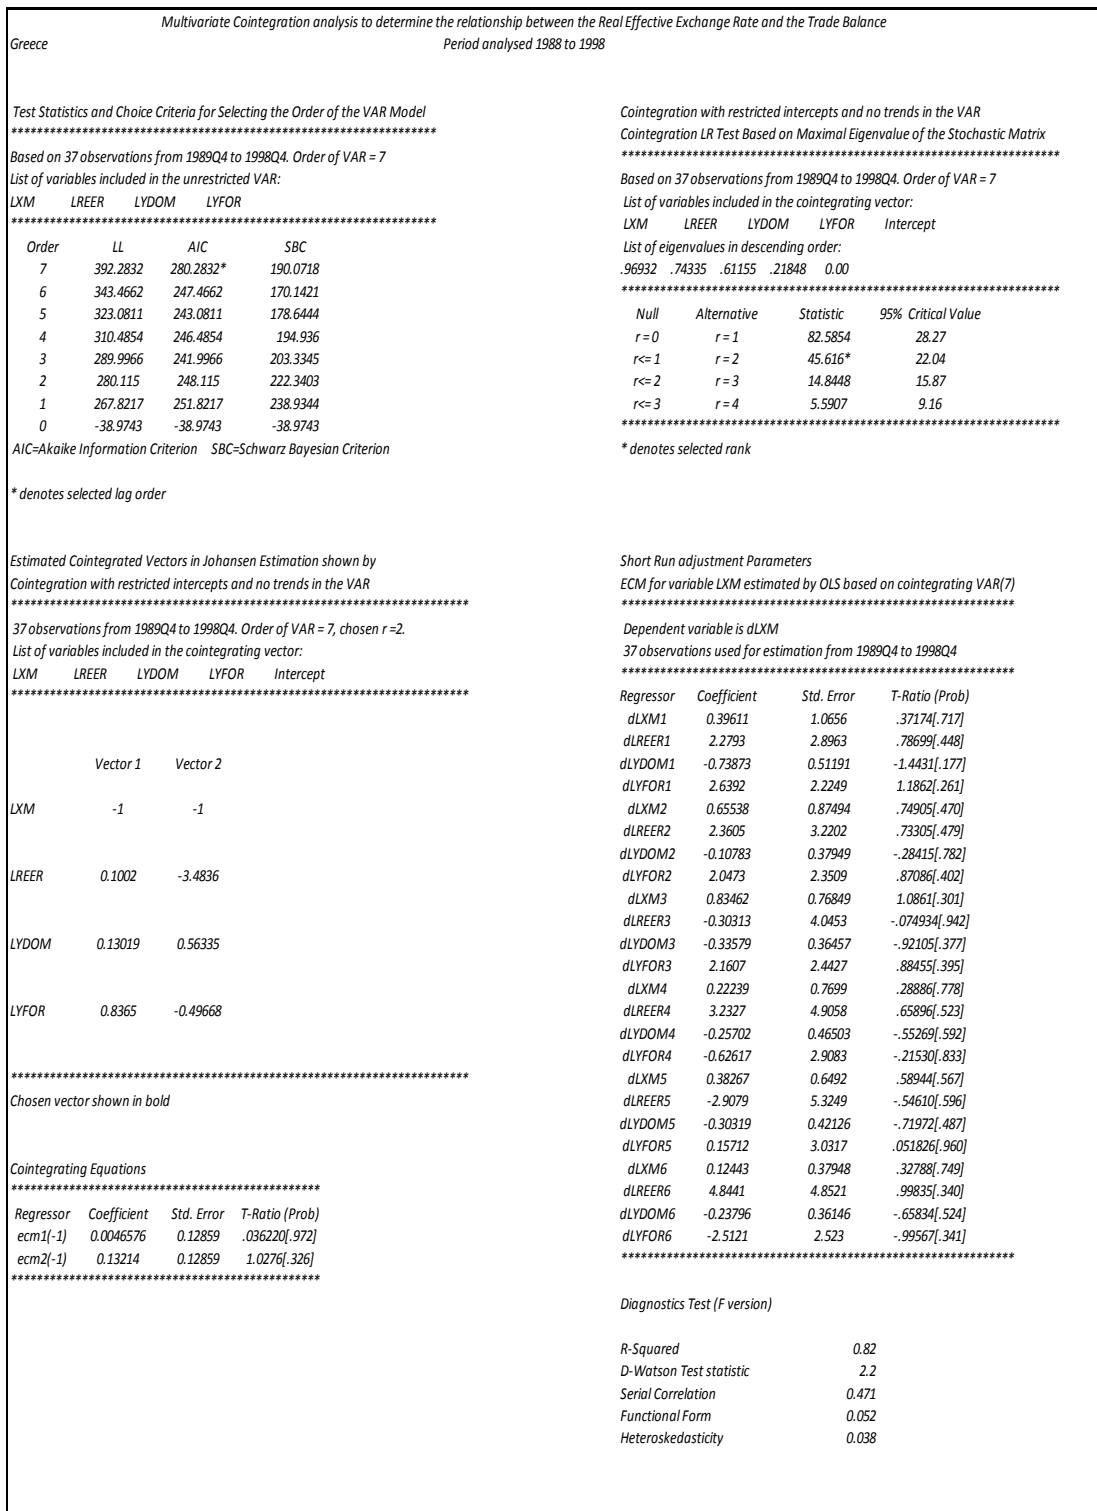 Multivariate Cointegration analysis to determine the relationship between the Real Effective Exchange Rate and the Trade Balance
Greece Period analysed 1988 to 1998
Test Statistics and Choice Criteria for Selecting the Order of the VAR Model
******************************************************************
Based on 37 observations from 1989Q4 to 1998Q4. Order of VAR = 7
List of variables included in the unrestricted VAR:
LXM LREER LYDOM LYFOR
******************************************************************
Order LL AIC SBC
7 392.2832 280.2832* 190.0718
6 343.4662 247.4662 170.1421
5 323.0811 243.0811 178.6444
4 310.4854 246.4854 194.936
3 289.9966 241.9966 203.3345
2 280.115 248.115 222.3403
1 267.8217 251.8217 238.9344
0 -38.9743 -38.9743 -38.9743
AIC=Akaike Information Criterion SBC=Schwarz Bayesian Criterion
* denotes selected lag order
Cointegration with restricted intercepts and no trends in the VAR
Cointegration LR Test Based on Maximal Eigenvalue of the Stochastic Matrix
********************************************************************
Based on 37 observations from 1989Q4 to 1998Q4. Order of VAR = 7
List of variables included in the cointegrating vector:
LXM LREER LYDOM LYFOR Intercept
List of eigenvalues in descending order:
.96932 .74335 .61155 .21848 0.00
********************************************************************
Null Alternative Statistic 95% Critical Value
r = 0 r = 1 82.5854 28.27
r<= 1 r = 2 45.616* 22.04
r<= 2 r = 3 14.8448 15.87
r<= 3 r = 4 5.5907 9.16
********************************************************************
* denotes selected rank
Estimated Cointegrated Vectors in Johansen Estimation shown by
Cointegration with restricted intercepts and no trends in the VAR
***********************************************************************
37 observations from 1989Q4 to 1998Q4. Order of VAR = 7, chosen r =2.
List of variables included in the cointegrating vector:
LXM LREER LYDOM LYFOR Intercept
***********************************************************************
Vector 1 Vector 2
LXM -1 -1
LREER 0.1002 -3.4836
LYDOM 0.13019 0.56335
LYFOR 0.8365 -0.49668
***********************************************************************
Chosen vector shown in bold
Cointegrating Equations
************************************************
Regressor Coefficient Std. Error T-Ratio (Prob)
ecm1(-1) 0.0046576 0.12859 .036220[.972]
ecm2(-1) 0.13214 0.12859 1.0276[.326]
************************************************
Short Run adjustment Parameters
ECM for variable LXM estimated by OLS based on cointegrating VAR(7)
*************************************************************
Dependent variable is dLXM
37 observations used for estimation from 1989Q4 to 1998Q4
*************************************************************
Regressor Coefficient Std. Error T-Ratio (Prob)
dLXM1 0.39611 1.0656 .37174[.717]
dLREER1 2.2793 2.8963 .78699[.448]
dLYDOM1 -0.73873 0.51191 -1.4431[.177]
dLYFOR1 2.6392 2.2249 1.1862[.261]
dLXM2 0.65538 0.87494 .74905[.470]
dLREER2 2.3605 3.2202 .73305[.479]
dLYDOM2 -0.10783 0.37949 -.28415[.782]
dLYFOR2 2.0473 2.3509 .87086[.402]
dLXM3 0.83462 0.76849 1.0861[.301]
dLREER3 -0.30313 4.0453 -.074934[.942]
dLYDOM3 -0.33579 0.36457 -.92105[.377]
dLYFOR3 2.1607 2.4427 .88455[.395]
dLXM4 0.22239 0.7699 .28886[.778]
dLREER4 3.2327 4.9058 .65896[.523]
dLYDOM4 -0.25702 0.46503 -.55269[.592]
dLYFOR4 -0.62617 2.9083 -.21530[.833]
dLXM5 0.38267 0.6492 .58944[.567]
dLREER5 -2.9079 5.3249 -.54610[.596]
dLYDOM5 -0.30319 0.42126 -.71972[.487]
dLYFOR5 0.15712 3.0317 .051826[.960]
dLXM6 0.12443 0.37948 .32788[.749]
dLREER6 4.8441 4.8521 .99835[.340]
dLYDOM6 -0.23796 0.36146 -.65834[.524]
dLYFOR6 -2.5121 2.523 -.99567[.341]
*************************************************************
Diagnostics Test (F version)
R-Squared 0.82
D-Watson Test statistic 2.2
Serial Correlation 0.471
Functional Form 0.052
Heteroskedasticity 0.038